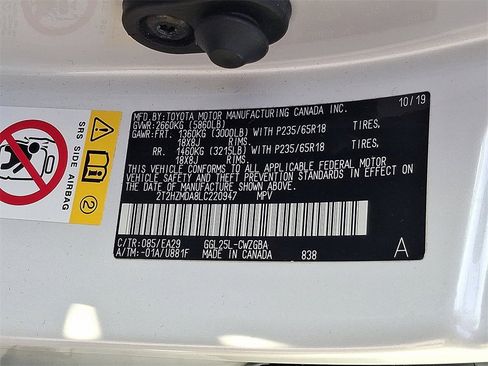 MFD.BY:TOYOTA MOTOR MANUFACTURING CANADA INC.
GVWR:2660KG (5860LB) 10/19
GAWR:FRT. 1360KG (3000LB) WITH P235/65R18 TIRES,
18X8J RIMS.
RR. 1460KG (3215LB) WITH P235/65R18 TIRES,
18X8J RIMS.
THIS VEHICLE CONFORMS TO ALL APPLICABLE FEDERAL MOTOR
VEHICLE SAFETY AND THEFT PREVENTION STANDARDS IN EFFECT
ON THE DATE OF MANUFACTURE SHOWN ABOVE.
2T2HZMDA8LC220947 MPV
C/TR:085/EA29 GGL25L-CWZGBA
A/TM:-01A/U881F MADE IN CANADA 838 A
SRS SIDE AIRBAG
2